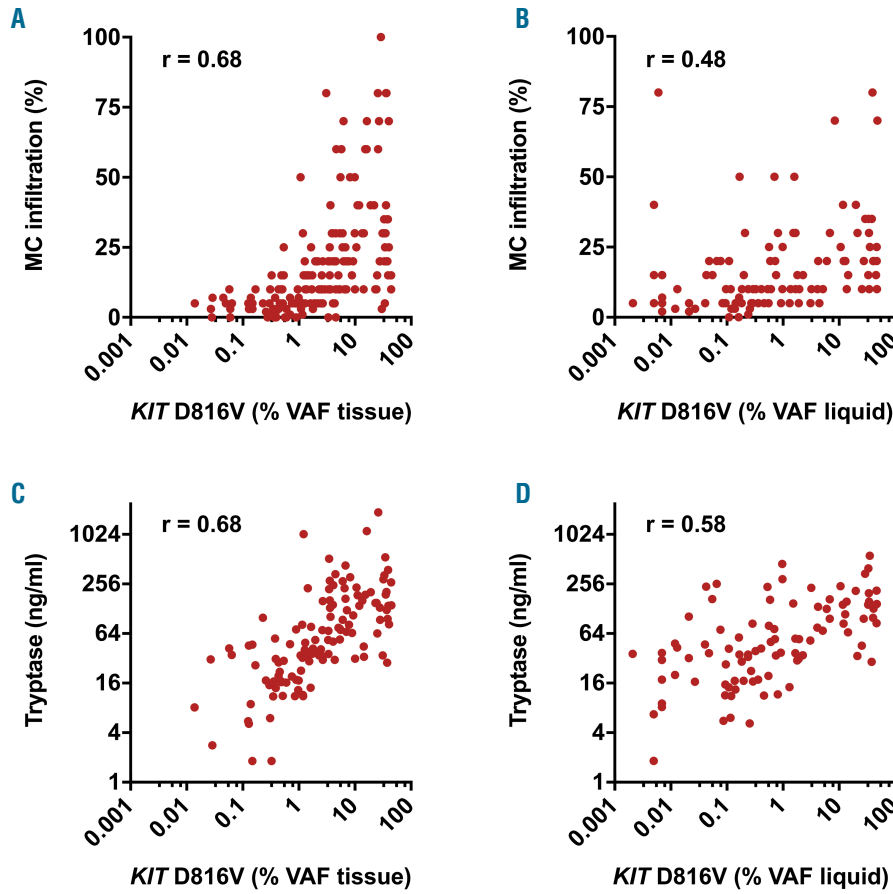 A
r = 0.68
MC infiltration (%)
100
75
50
25
0
0.001
0.01
0.1
1
10
100
KIT D816V (% VAF tissue)
B
r = 0.48
MC infiltration (%)
100
75
50
25
0
0.001
0.01
0.1
1
10
100
KIT D816V (% VAF liquid)
C
r = 0.68
Tryptase (ng/ml)
1024
256
64
16
4
1
0.001
0.01
0.1
1
10
100
KIT D816V (% VAF tissue)
D
r = 0.58
Tryptase (ng/ml)
1024
256
64
16
4
1
0.001
0.01
0.1
1
10
100
KIT D816V (% VAF liquid)